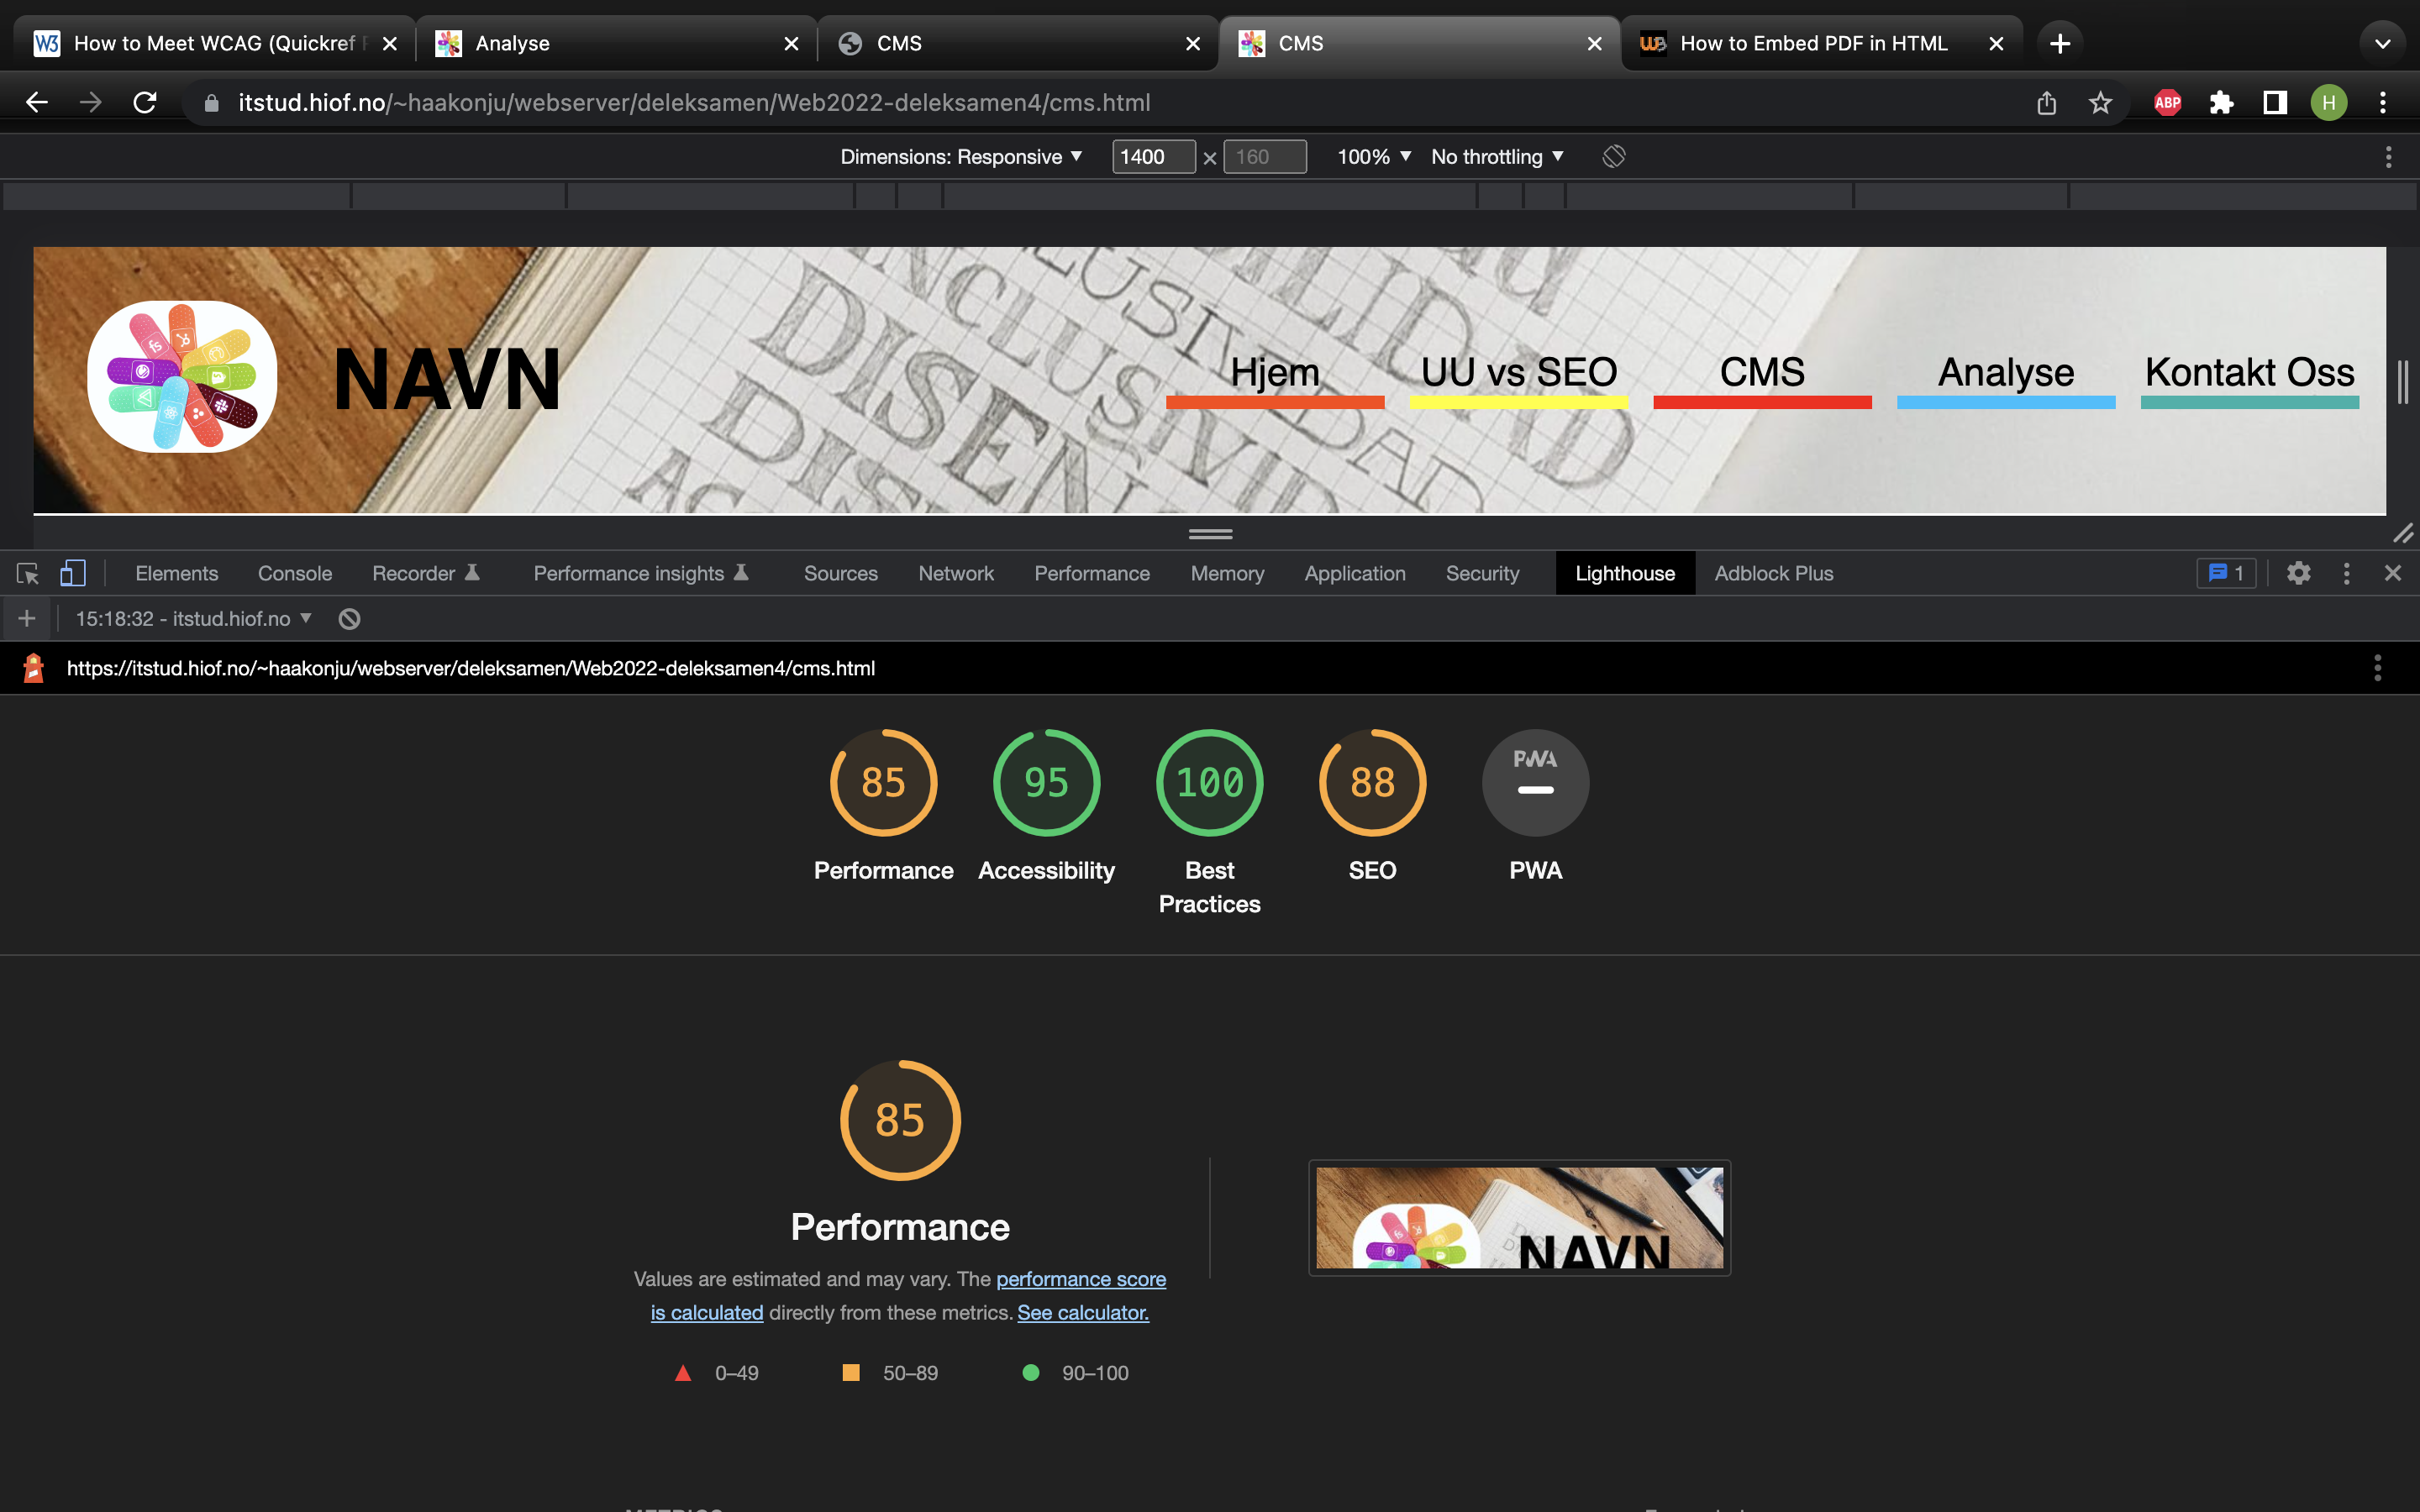 How to Meet WCAG (Quickref
Analyse
CMS
CMS
How to Embed PDF in HTML
itstud.hiof.no/~haakonju/webserver/deleksamen/Web2022-deleksamen4/cms.html
ABP
H
Dimensions: Responsive
1400 × 160
100%
No throttling
NAVN
Hjem
UU vs SEO
CMS
Analyse
Kontakt Oss
Elements
Console
Recorder
Performance insights
Sources
Network
Performance
Memory
Application
Security
Lighthouse
Adblock Plus
1
15:18:32 - itstud.hiof.no
https://itstud.hiof.no/~haakonju/webserver/deleksamen/Web2022-deleksamen4/cms.html
85
95
100
88
PWA
Performance
Accessibility
Best
Practices
SEO
PWA
85
Performance
Values are estimated and may vary. The performance score
is calculated directly from these metrics. See calculator.
0–49
50–89
90–100
NAVN